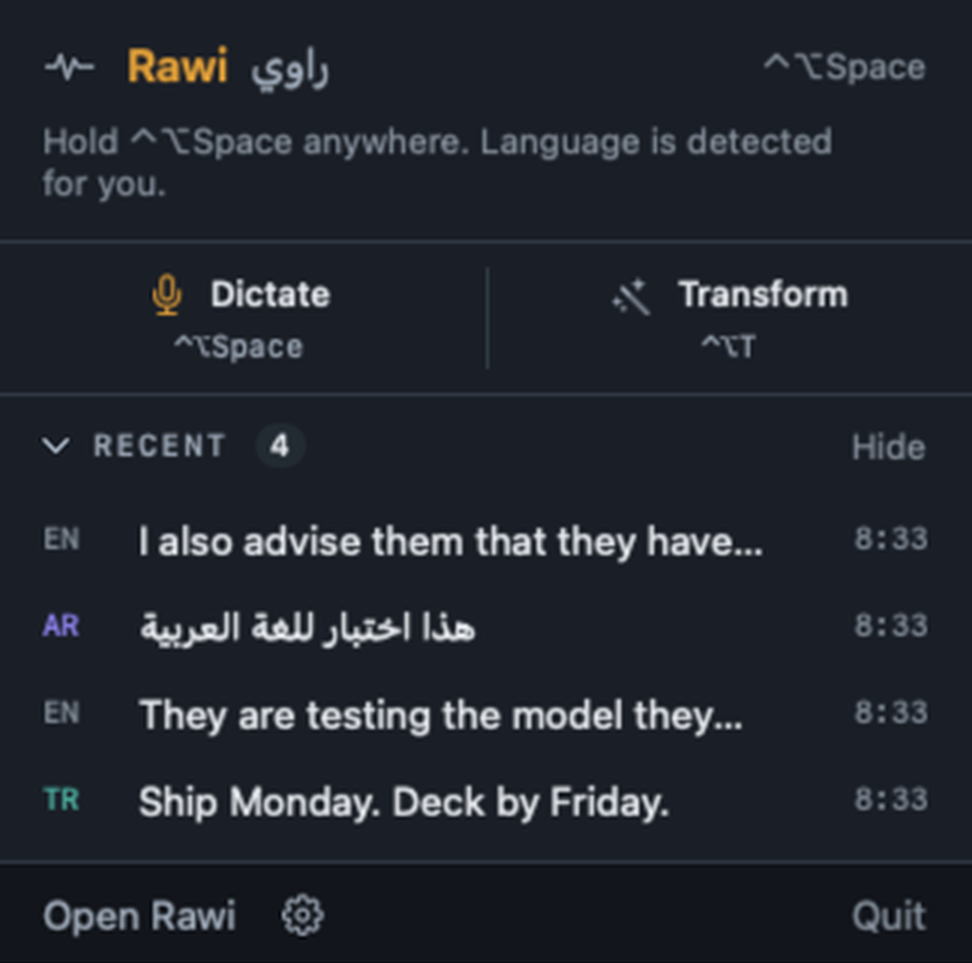 Rawi راوي ^⌥Space
Hold ^⌥Space anywhere. Language is detected
for you.
Dictate Transform
^⌥Space ^⌥T
RECENT 4 Hide
EN I also advise them that they have... 8:33
AR هذا اختبار للغة العربية 8:33
EN They are testing the model they... 8:33
TR Ship Monday. Deck by Friday. 8:33
Open Rawi Quit